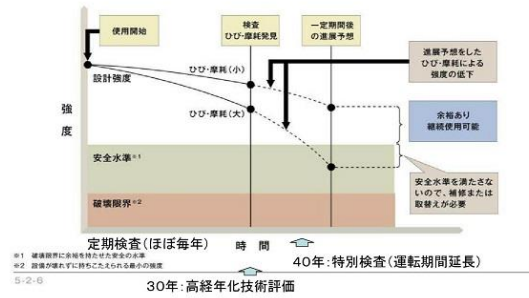 使用開始
検査
ひび・摩耗発見
一定期間後
の進展予想
進展予想をした
ひび・摩耗による
強度の低下
設計強度
ひび・摩耗（小）
ひび・摩耗（大）
強度
余裕あり
継続使用可能
安全水準※1
安全水準を満たさな
いので、補修または
取替えが必要
破壊限界※2
定期検査（ほぼ毎年）
時　間
※1　破壊限界に余裕を持たせた安全の水準
※2　設備が壊れずに持ちこたえられる最小の強度
40年：特別検査（運転期間延長）
5-2-6
30年：高経年化技術評価